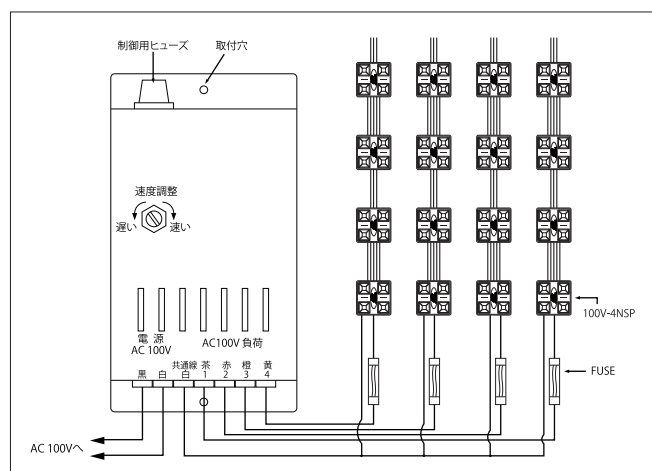 制御用ヒューズ
取付穴
速度調整
遅い
速い
100V-4NSP
電 源
AC 100V
AC100V 負荷
共通線 茶 赤 橙 黄
黒 白 白 1 2 3 4
FUSE
AC 100Vへ